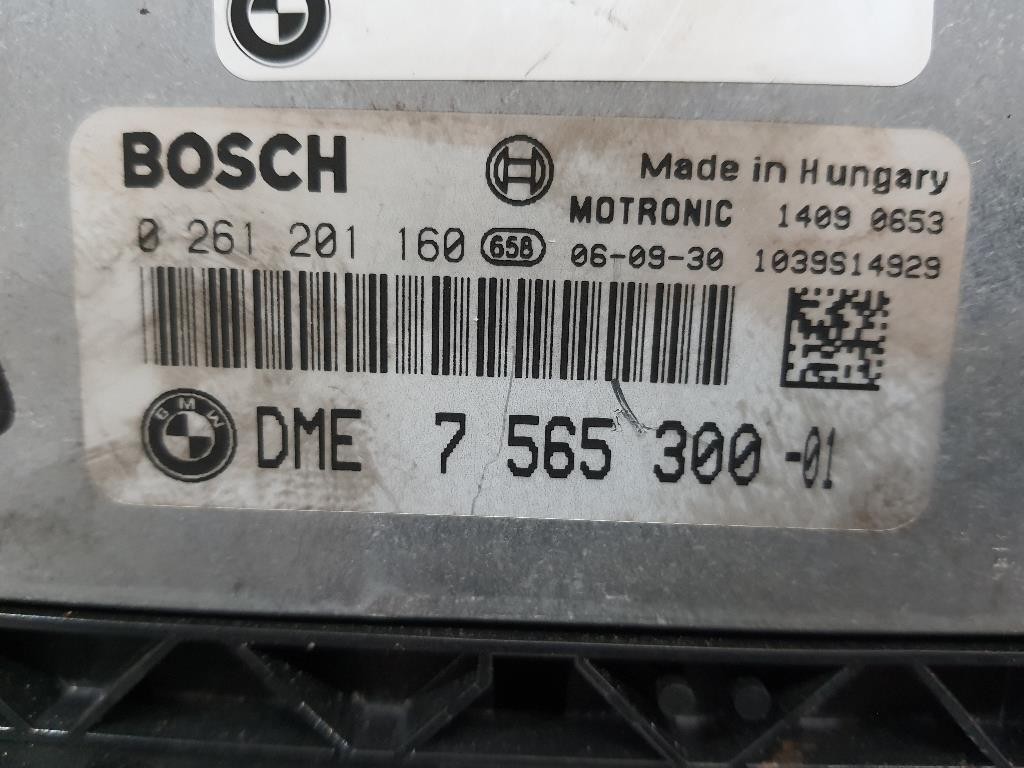 BOSCH
Made in Hungary
MOTRONIC 1409 0653
0 261 201 160 658 06-09-30 1039S14929
BMW DME 7 565 300-01